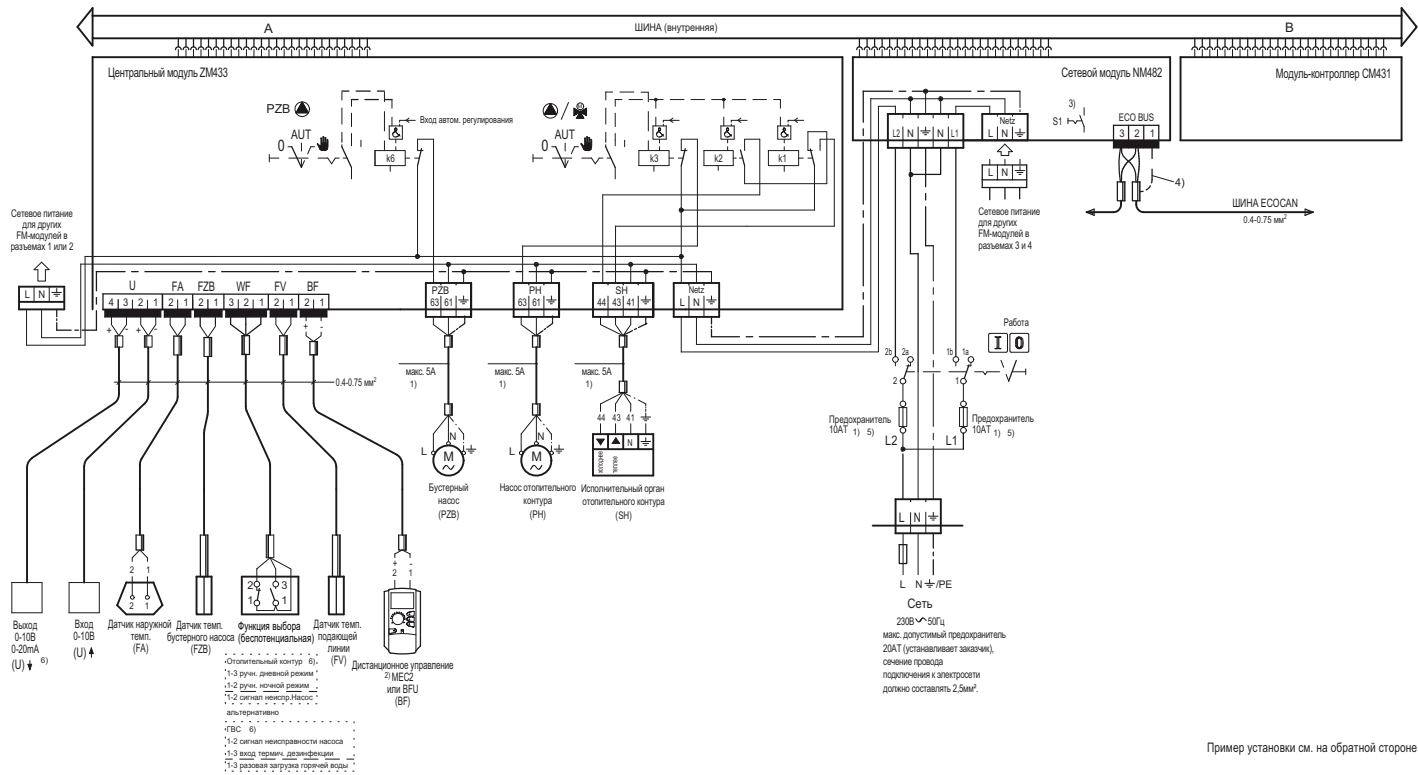 A
ШИНА (внутренняя)
B
Центральный модуль ZM433
Сетевой модуль NM482
Модуль-контроллер CM431
PZB
AUT
0
Вход автом. регулирования
k6
AUT
0
k3
k2
k1
L2 N N L1
Netz
L N
3)
S1
ECO BUS
3 2 1
4)
L N
Сетевое питание
для других
FM-модулей в
разъемах 3 и 4
ШИНА ECOCAN
0.4-0.75 мм²
Сетевое питание
для других
FM-модулей в
разъемах 1 или 2
L N
U
4 3 2 1
FA
2 1
FZB
2 1
WF
3 2 1
FV
2 1
BF
2 1
+ - + - + -
PZB
63 61
PH
63 61
SH
44 43 41
Netz
L N
0.4-0.75 мм²
макс. 5А
1)
макс. 5А
1)
макс. 5А
1)
44 43 41
N
холоднее
теплее
L N
M
L N
M
Бустерный
насос
(PZB)
Насос отопительного
контура
(PH)
Исполнительный орган
отопительного контура
(SH)
Работа
I 0
2b 2a
1b 1a
2
1
Предохранитель
10АТ 1) 5)
Предохранитель
10АТ 1) 5)
L2
L1
L N
L N /PE
Сеть
230В 50Гц
макс. допустимый предохранитель
20АТ (устанавливает заказчик),
сечение провода
подключения к электросети
должно составлять 2,5мм².
Выход
0-10В
0-20mA
(U) 6)
Вход
0-10В
(U)
2 1
2 1
Датчик наружной
темп.
(FA)
Датчик темп.
бустерного насоса
(FZB)
2 3
1 1
Функция выбора
(беспотенциальная)
Датчик темп.
подающей
линии
(FV)
+ -
2 1
Дистанционное управление
2) MEC2
или BFU
(BF)
Отопительный контур 6)
1-3 ручн. дневной режим
1-2 ручн. ночной режим
1-2 сигнал неиспр.Насос
альтернативно
ГВС 6)
1-2 сигнал неисправности насоса
1-3 вход термич. дезинфекции
1-3 разовая загрузка горячей воды
Пример установки см. на обратной стороне